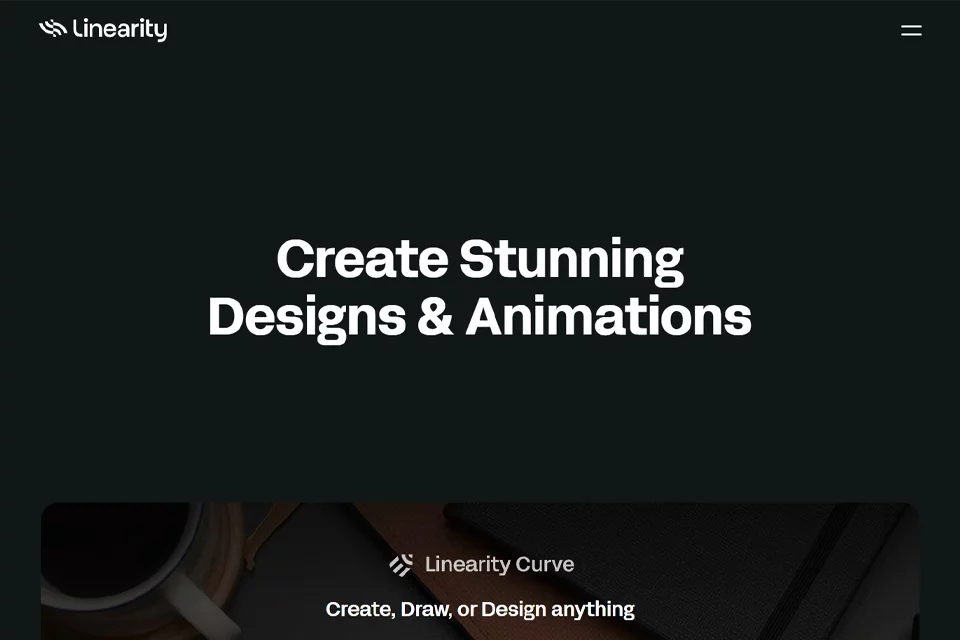 Linearity
Create Stunning
Designs & Animations
Linearity Curve
Create, Draw, or Design anything